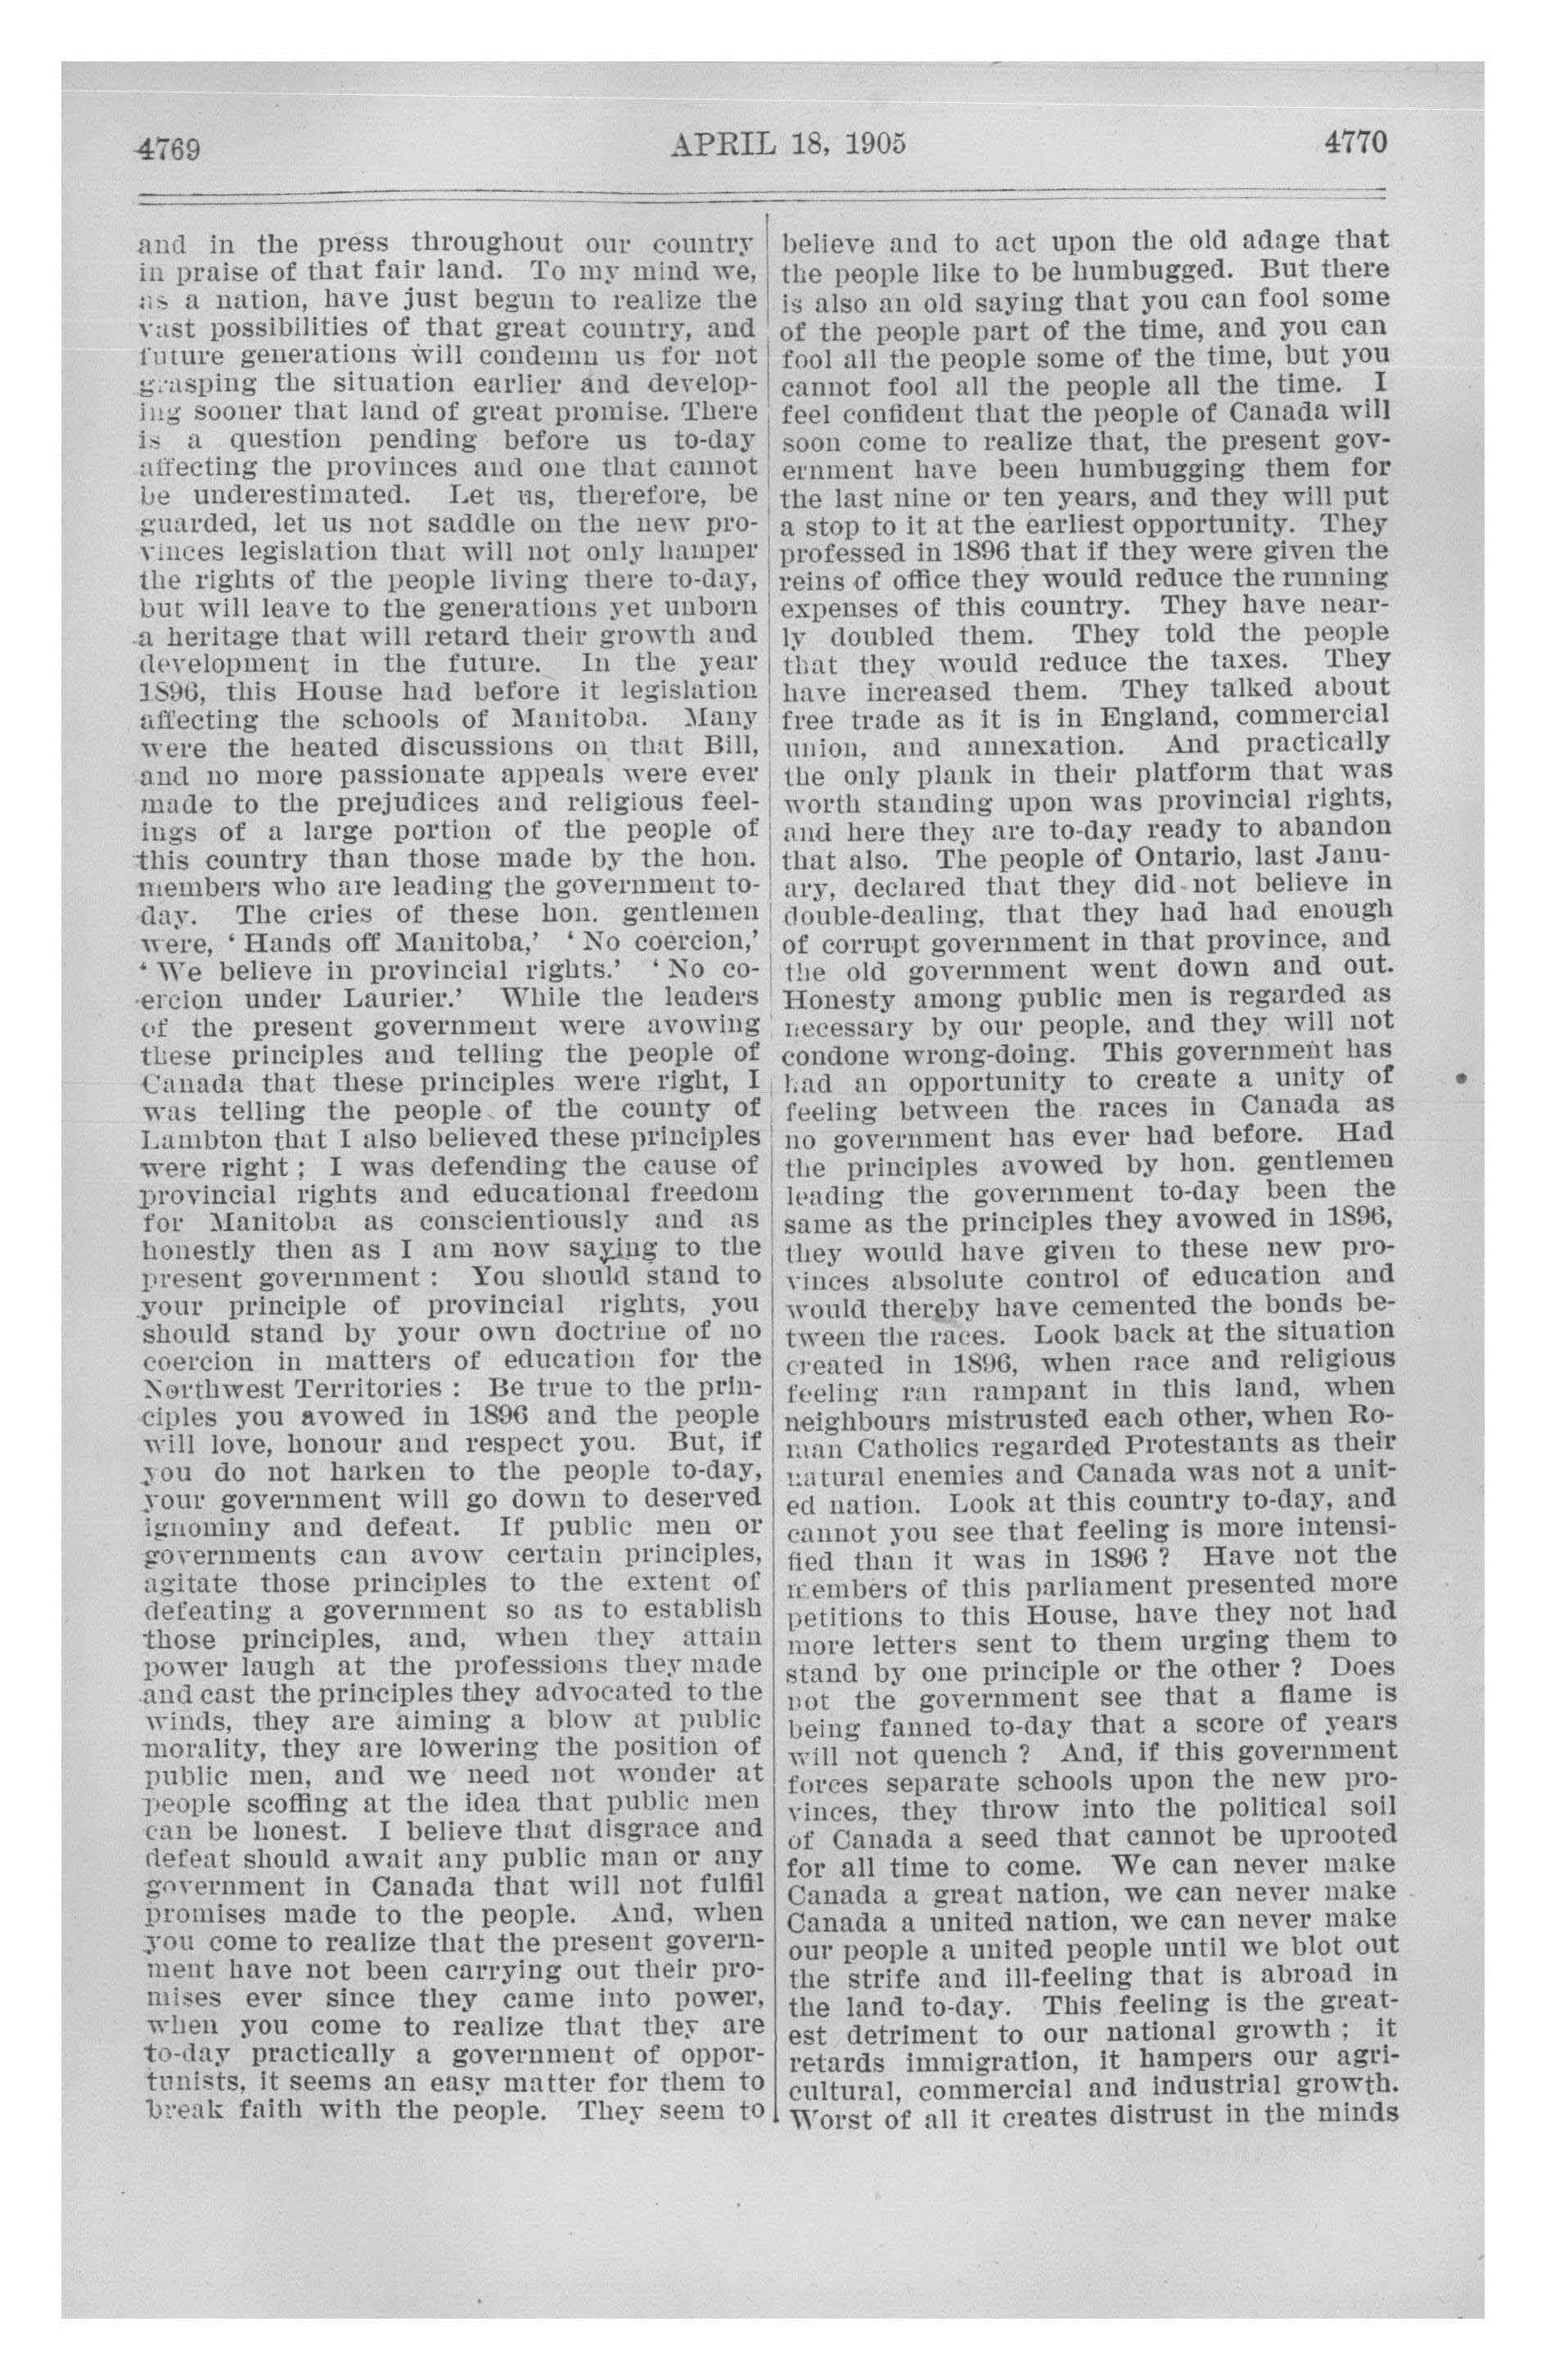 4769
APRIL 18, 1905
4770
and in the press throughout our country
in praise of that fair land. To my mind we,
as a nation, have just begun to realize the
vast possibilities of that great country, and
future generations will condemn us for not
grasping the situation earlier and develop-
ing sooner that land of great promise. There
is a question pending before us to-day
affecting the provinces and one that cannot
be underestimated. Let us, therefore, be
guarded, let us not saddle on the new pro-
vinces legislation that will not only hamper
the rights of the people living there to-day,
but will leave to the generations yet unborn
a heritage that will retard their growth and
development in the future. In the year
1896, this House had before it legislation
affecting the schools of Manitoba. Many
were the heated discussions on that Bill,
and no more passionate appeals were ever
made to the prejudices and religious feel-
ings of a large portion of the people of
this country than those made by the hon.
members who are leading the government to-
day. The cries of these hon. gentlemen
were, ‘ Hands off Manitoba,’ ‘ No coercion,’
‘ We believe in provincial rights.’ ‘ No co-
ercion under Laurier.’ While the leaders
of the present government were avowing
these principles and telling the people of
Canada that these principles were right, I
was telling the people of the county of
Lambton that I also believed these principles
were right ; I was defending the cause of
provincial rights and educational freedom
for Manitoba as conscientiously and as
honestly then as I am now saying to the
present government : You should stand to
your principle of provincial rights, you
should stand by your own doctrine of no
coercion in matters of education for the
Northwest Territories : Be true to the prin-
ciples you avowed in 1896 and the people
will love, honour and respect you. But, if
you do not harken to the people to-day,
your government will go down to deserved
ignominy and defeat. If public men or
governments can avow certain principles,
agitate those principles to the extent of
defeating a government so as to establish
those principles, and, when they attain
power laugh at the professions they made
and cast the principles they advocated to the
winds, they are aiming a blow at public
morality, they are lowering the position of
public men, and we need not wonder at
people scoffing at the idea that public men
can be honest. I believe that disgrace and
defeat should await any public man or any
government in Canada that will not fulfil
promises made to the people. And, when
you come to realize that the present govern-
ment have not been carrying out their pro-
mises ever since they came into power,
when you come to realize that they are
to-day practically a government of oppor-
tunists, it seems an easy matter for them to
break faith with the people. They seem to
believe and to act upon the old adage that
the people like to be humbugged. But there
is also an old saying that you can fool some
of the people part of the time, and you can
fool all the people some of the time, but you
cannot fool all the people all the time. I
feel confident that the people of Canada will
soon come to realize that, the present gov-
ernment have been humbugging them for
the last nine or ten years, and they will put
a stop to it at the earliest opportunity. They
professed in 1896 that if they were given the
reins of office they would reduce the running
expenses of this country. They have near-
ly doubled them. They told the people
that they would reduce the taxes. They
have increased them. They talked about
free trade as it is in England, commercial
union, and annexation. And practically
the only plank in their platform that was
worth standing upon was provincial rights,
and here they are to-day ready to abandon
that also. The people of Ontario, last Janu-
ary, declared that they did not believe in
double-dealing, that they had had enough
of corrupt government in that province, and
the old government went down and out.
Honesty among public men is regarded as
necessary by our people, and they will not
condone wrong-doing. This government has
had an opportunity to create a unity of
feeling between the races in Canada as
no government has ever had before. Had
the principles avowed by hon. gentlemen
leading the government to-day been the
same as the principles they avowed in 1896,
they would have given to these new pro-
vinces absolute control of education and
would thereby have cemented the bonds be-
tween the races. Look back at the situation
created in 1896, when race and religious
feeling ran rampant in this land, when
neighbours mistrusted each other, when Ro-
man Catholics regarded Protestants as their
natural enemies and Canada was not a unit-
ed nation. Look at this country to-day, and
cannot you see that feeling is more intensi-
fied than it was in 1896 ? Have not the
members of this parliament presented more
petitions to this House, have they not had
more letters sent to them urging them to
stand by one principle or the other ? Does
not the government see that a flame is
being fanned to-day that a score of years
will not quench ? And, if this government
forces separate schools upon the new pro-
vinces, they throw into the political soil
of Canada a seed that cannot be uprooted
for all time to come. We can never make
Canada a great nation, we can never make
Canada a united nation, we can never make
our people a united people until we blot out
the strife and ill-feeling that is abroad in
the land to-day. This feeling is the great-
est detriment to our national growth ; it
retards immigration, it hampers our agri-
cultural, commercial and industrial growth.
Worst of all it creates distrust in the minds